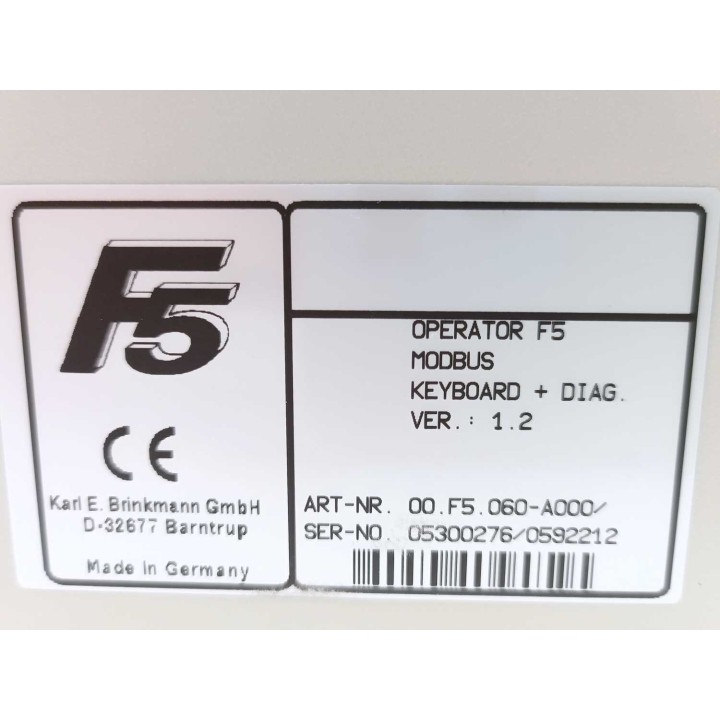 F5
CE
Karl E. Brinkmann GmbH
D-32677 Barntrup
Made in Germany
OPERATOR F5
MODBUS
KEYBOARD + DIAG.
VER.: 1.2
ART-NR. 00.F5.060-A000/
SER-NO. 05300276/0592212